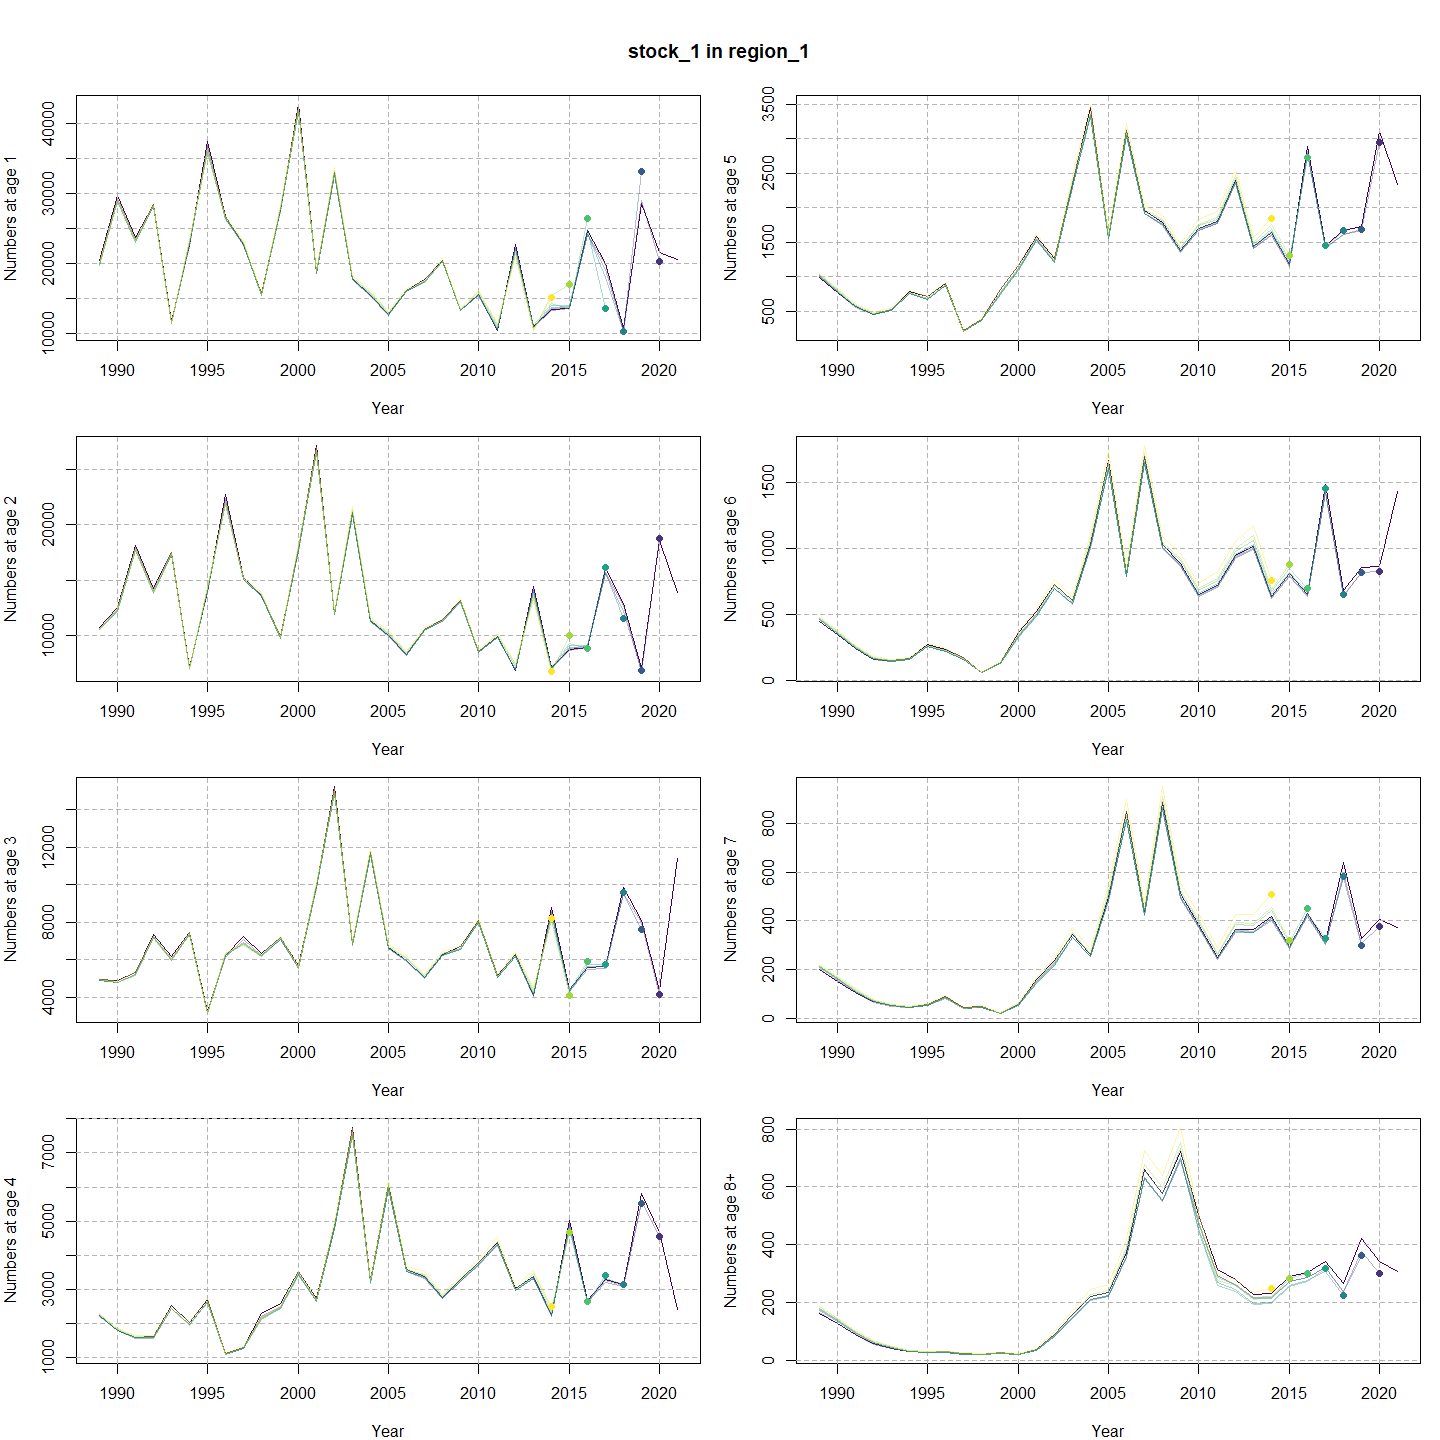 stock_1 in region_1
Numbers at age 1
10000 20000 30000 40000
1990 1995 2000 2005 2010 2015 2020
Year
Numbers at age 5
500 1500 2500 3500
1990 1995 2000 2005 2010 2015 2020
Year
Numbers at age 2
10000 20000
1990 1995 2000 2005 2010 2015 2020
Year
Numbers at age 6
0 500 1000 1500
1990 1995 2000 2005 2010 2015 2020
Year
Numbers at age 3
4000 8000 12000
1990 1995 2000 2005 2010 2015 2020
Year
Numbers at age 7
0 200 400 600 800
1990 1995 2000 2005 2010 2015 2020
Year
Numbers at age 4
1000 3000 5000 7000
1990 1995 2000 2005 2010 2015 2020
Year
Numbers at age 8+
0 200 400 600 800
1990 1995 2000 2005 2010 2015 2020
Year